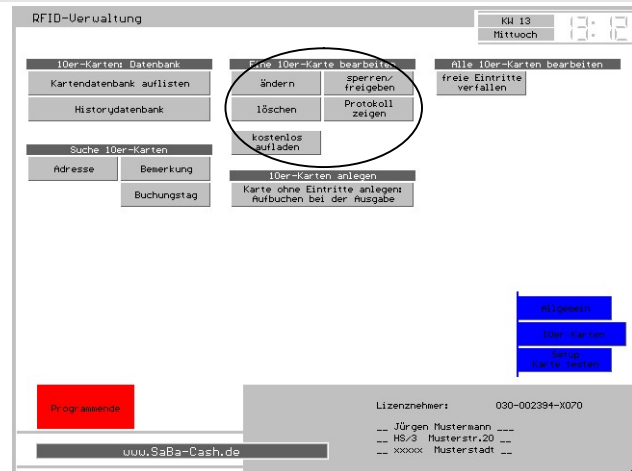 RFID-Verwaltung
KW 13
Mittwoch
13:12
10er-Karten: Datenbank
Eine 10er-Karte bearbeiten
Alle 10er-Karten bearbeiten
Kartendatenbank auflisten
ändern
sperren/
freigeben
freie Eintritte
verfallen
Historydatenbank
löschen
Protokoll
zeigen
kostenlos
aufladen
Suche 10er-Karten
Adresse
Bemerkung
Buchungstag
10er-Karten anlegen
Karte ohne Eintritte anlegen:
Aufbuchen bei der Ausgabe
Allgemein
10er Karten
Setup
Karte testen
Programmende
Lizenznehmer: 030-002394-X070
__ Jürgen Mustermann ___
__ HS/3 Musterstr.20 __
__ xxxxx Musterstadt __
www.SaBa-Cash.de